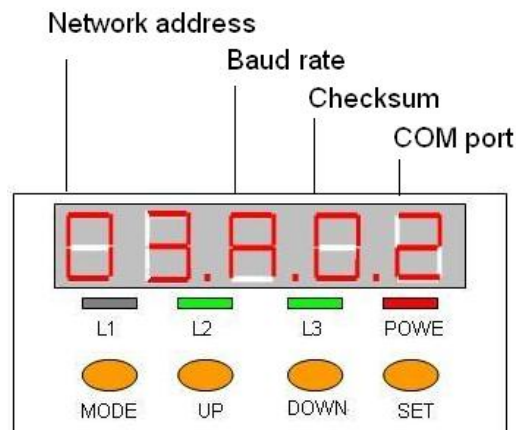 Network address
Baud rate
Checksum
COM port
03.A.0.2
L1 L2 L3 POWE
MODE UP DOWN SET